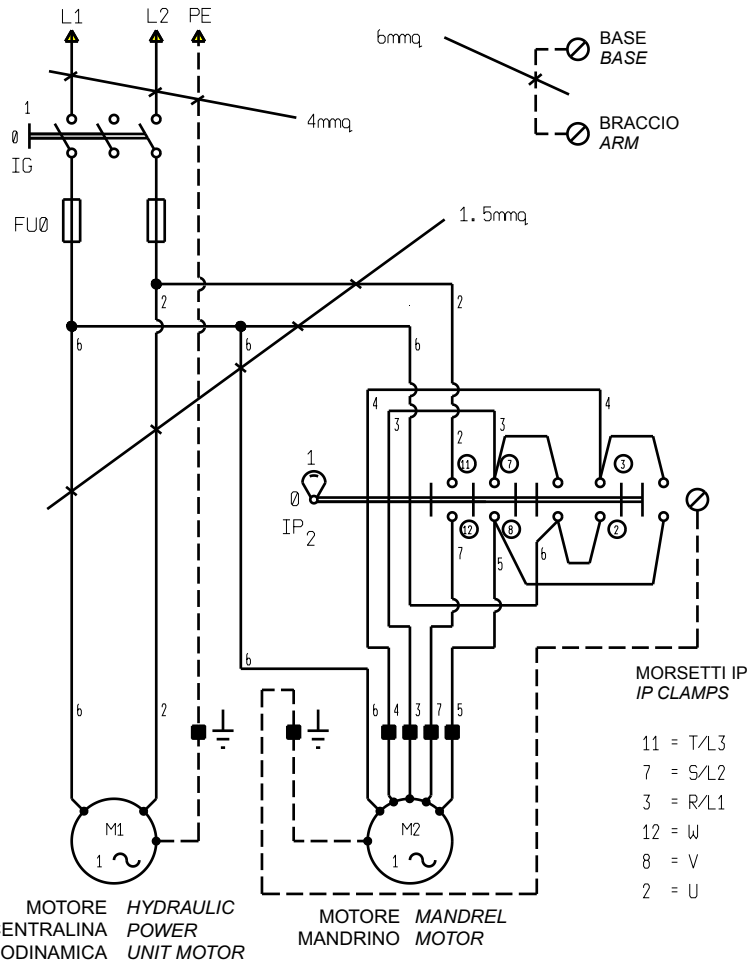 L1 L2 PE
6mmq
BASE
BASE
BRACCIO
ARM
1
0
IG
4mmq
FU0
1.5mmq
2 2
6 6 6
4 4
3 3
2
1
0
IP2
11 7 3
12 8 2
7 5 6
6
6 2 6 4 3 7 5
MORSETTI IP
IP CLAMPS
11 = T/L3
7 = S/L2
3 = R/L1
12 = W
8 = V
2 = U
M1
1
M2
1
MOTORE
ENTRALINA
ODINAMICA
HYDRAULIC
POWER
UNIT MOTOR
MOTORE
MANDRINO
MANDREL
MOTOR